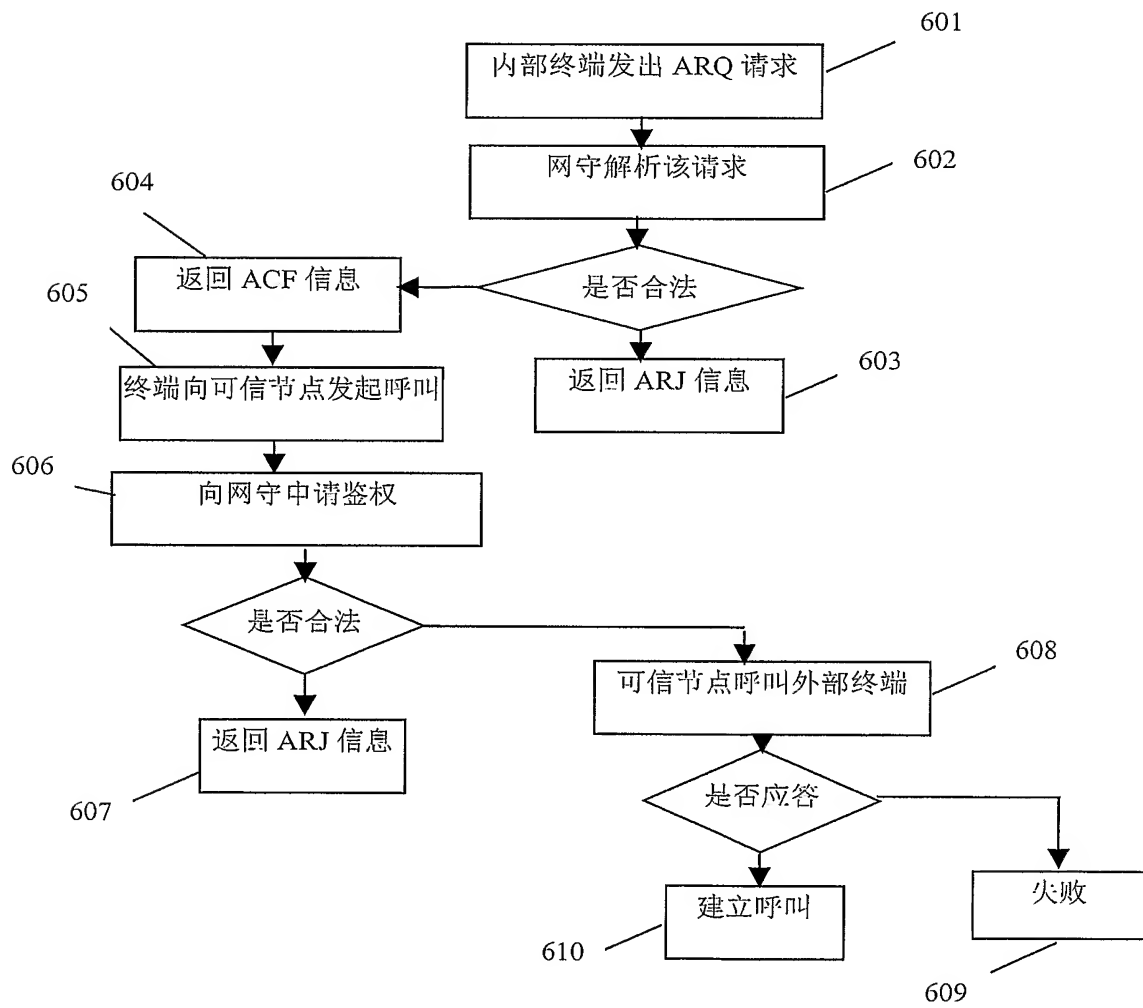 601
内部终端发出 ARQ 请求
602
网守解析该请求
604
返回 ACF 信息
是否合法
605
603
终端向可信节点发起呼叫
返回 ARJ 信息
606
向网守申请鉴权
是否合法
608
可信节点呼叫外部终端
返回 ARJ 信息
607
是否应答
建立呼叫
失败
610
609